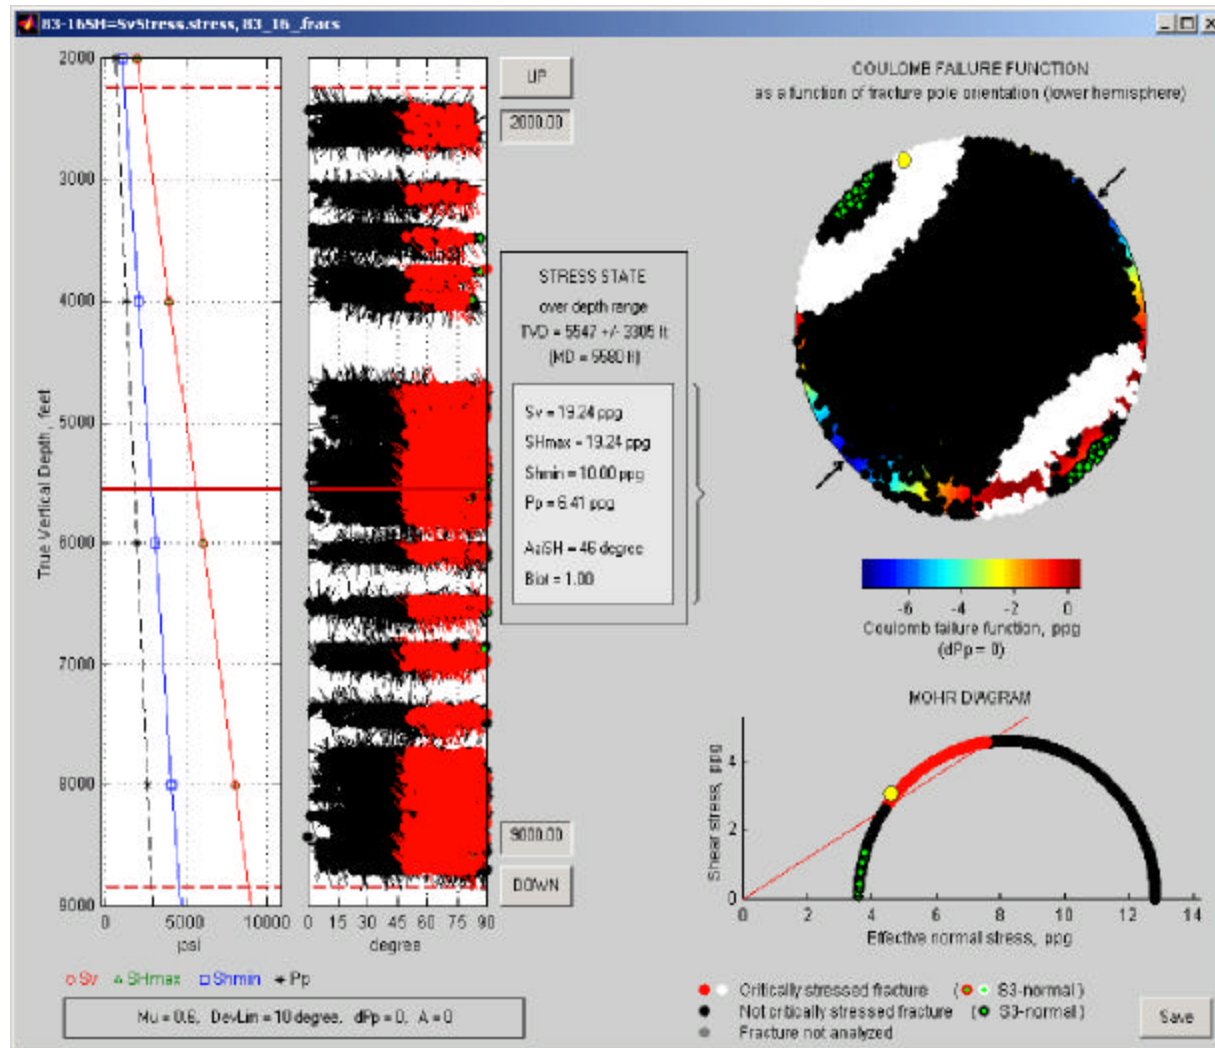 83-16SH=SvStress.stress, 83_16_fracs
2000
3000
4000
5000
6000
7000
8000
9000
True Vertical Depth, feet
0 5000 10000
psi
0 15 30 45 60 75 90
degree
UP
2000.00
9000.00
DOWN
STRESS STATE
over depth range
TVD = 5547 +/- 3305 ft
(MD = 5580 ft)
Sv = 19.24 ppg
SHmax = 19.24 ppg
Shmin = 10.00 ppg
Pp = 6.41 ppg
AziSH = 46 degree
Biot = 1.00
COULOMB FAILURE FUNCTION
as a function of fracture pole orientation (lower hemisphere)
-6 -4 -2 0
Coulomb failure function, ppg
(dPp = 0)
MOHR DIAGRAM
Shear stress, ppg
4
2
0
0 2 4 6 8 10 12 14
Effective normal stress, ppg
Sv SHmax Shmin Pp
Mu = 0.6, DevLim = 10 degree, dPp = 0, A = 0
Critically stressed fracture ( S3-normal )
Not critically stressed fracture ( S3-normal )
Fracture not analyzed
Save